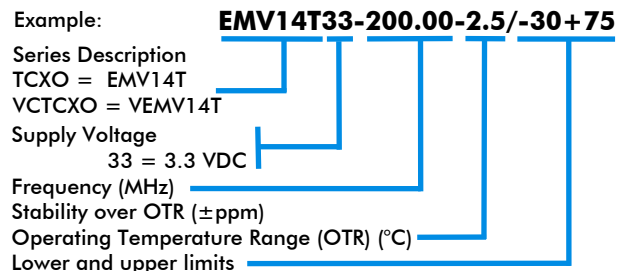 Example: EMV14T33-200.00-2.5/-30+75
Series Description
TCXO = EMV14T
VCTCXO = VEMV14T
Supply Voltage
33 = 3.3 VDC
Frequency (MHz)
Stability over OTR (±ppm)
Operating Temperature Range (OTR) (°C)
Lower and upper limits